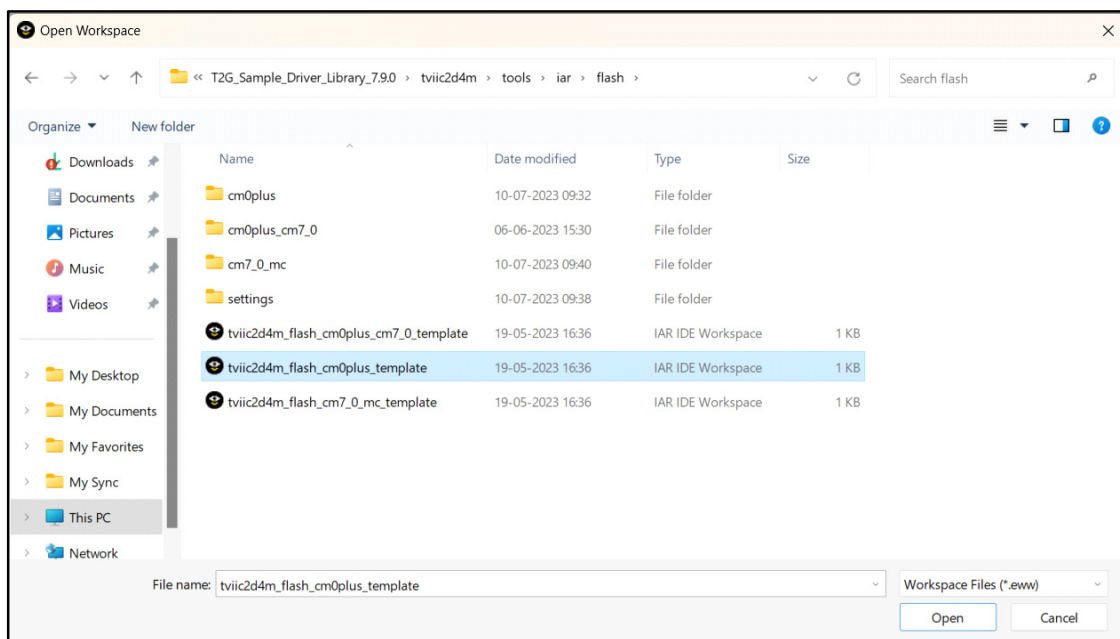 Open Workspace
« T2G_Sample_Driver_Library_7.9.0 › tviic2d4m › tools › iar › flash ›
Search flash
Organize
New folder
Name Date modified Type Size
Downloads
Documents
Pictures
Music
Videos
My Desktop
My Documents
My Favorites
My Sync
This PC
Network
cm0plus 10-07-2023 09:32 File folder
cm0plus_cm7_0 06-06-2023 15:30 File folder
cm7_0_mc 10-07-2023 09:40 File folder
settings 10-07-2023 09:38 File folder
tviic2d4m_flash_cm0plus_cm7_0_template 19-05-2023 16:36 IAR IDE Workspace 1 KB
tviic2d4m_flash_cm0plus_template 19-05-2023 16:36 IAR IDE Workspace 1 KB
tviic2d4m_flash_cm7_0_mc_template 19-05-2023 16:36 IAR IDE Workspace 1 KB
File name: tviic2d4m_flash_cm0plus_template
Workspace Files (*.eww)
Open
Cancel